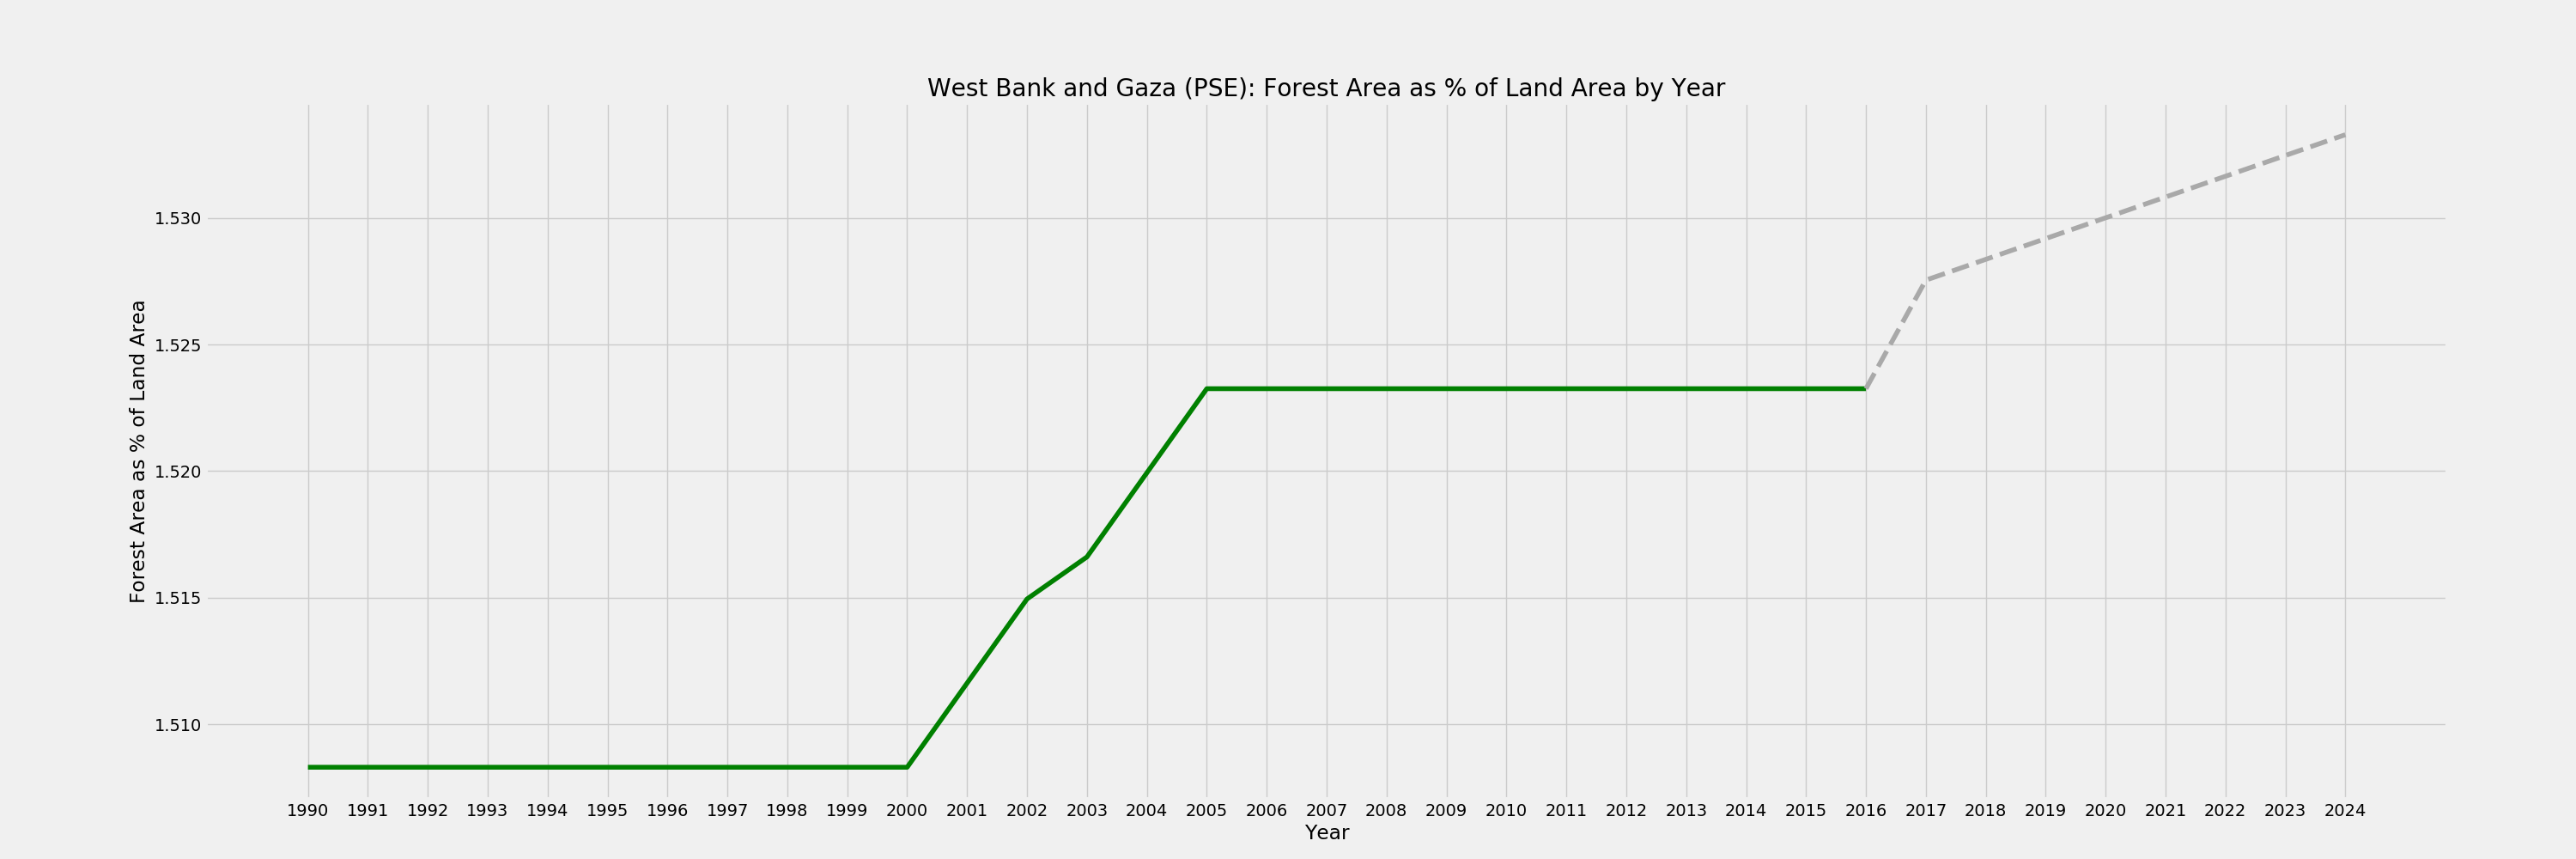 West Bank and Gaza (PSE): Forest Area as % of Land Area by Year
Forest Area as % of Land Area
1.530
1.525
1.520
1.515
1.510
1990 1991 1992 1993 1994 1995 1996 1997 1998 1999 2000 2001 2002 2003 2004 2005 2006 2007 2008 2009 2010 2011 2012 2013 2014 2015 2016 2017 2018 2019 2020 2021 2022 2023 2024
Year